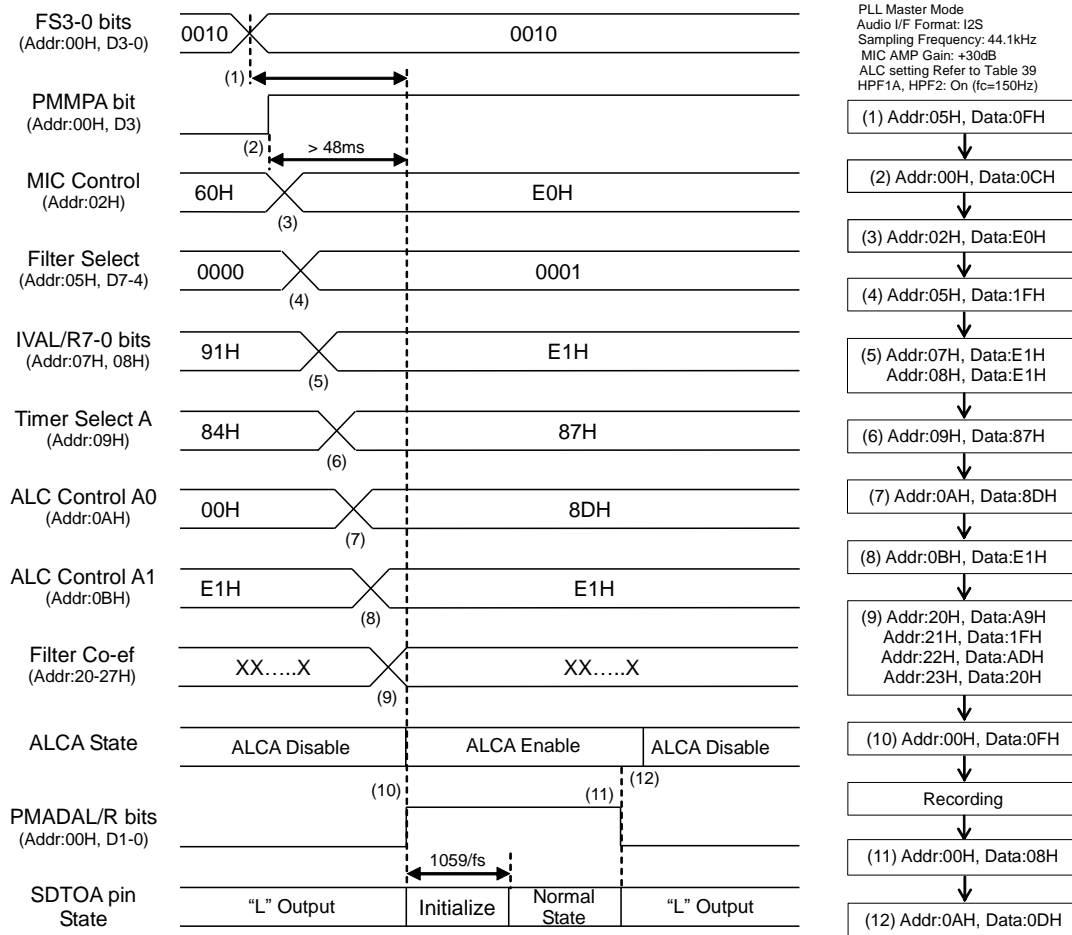 FS3-0 bits
(Addr:00H, D3-0)
0010
0010
(1)
PMMPA bit
(Addr:00H, D3)
(2)
> 48ms
MIC Control
(Addr:02H)
60H
E0H
(3)
Filter Select
(Addr:05H, D7-4)
0000
0001
(4)
IVAL/R7-0 bits
(Addr:07H, 08H)
91H
E1H
(5)
Timer Select A
(Addr:09H)
84H
87H
(6)
ALC Control A0
(Addr:0AH)
00H
8DH
(7)
ALC Control A1
(Addr:0BH)
E1H
E1H
(8)
Filter Co-ef
(Addr:20-27H)
XX…..X
XX…..X
(9)
ALCA State
ALCA Disable
ALCA Enable
ALCA Disable
(10)
(11)
(12)
PMADAL/R bits
(Addr:00H, D1-0)
1059/fs
SDTOA pin
State
“L” Output
Initialize
Normal
State
“L” Output
PLL Master Mode
Audio I/F Format: I2S
Sampling Frequency: 44.1kHz
MIC AMP Gain: +30dB
ALC setting Refer to Table 39
HPF1A, HPF2: On (fc=150Hz)
(1) Addr:05H, Data:0FH
(2) Addr:00H, Data:0CH
(3) Addr:02H, Data:E0H
(4) Addr:05H, Data:1FH
(5) Addr:07H, Data:E1H
Addr:08H, Data:E1H
(6) Addr:09H, Data:87H
(7) Addr:0AH, Data:8DH
(8) Addr:0BH, Data:E1H
(9) Addr:20H, Data:A9H
Addr:21H, Data:1FH
Addr:22H, Data:ADH
Addr:23H, Data:20H
(10) Addr:00H, Data:0FH
Recording
(11) Addr:00H, Data:08H
(12) Addr:0AH, Data:0DH